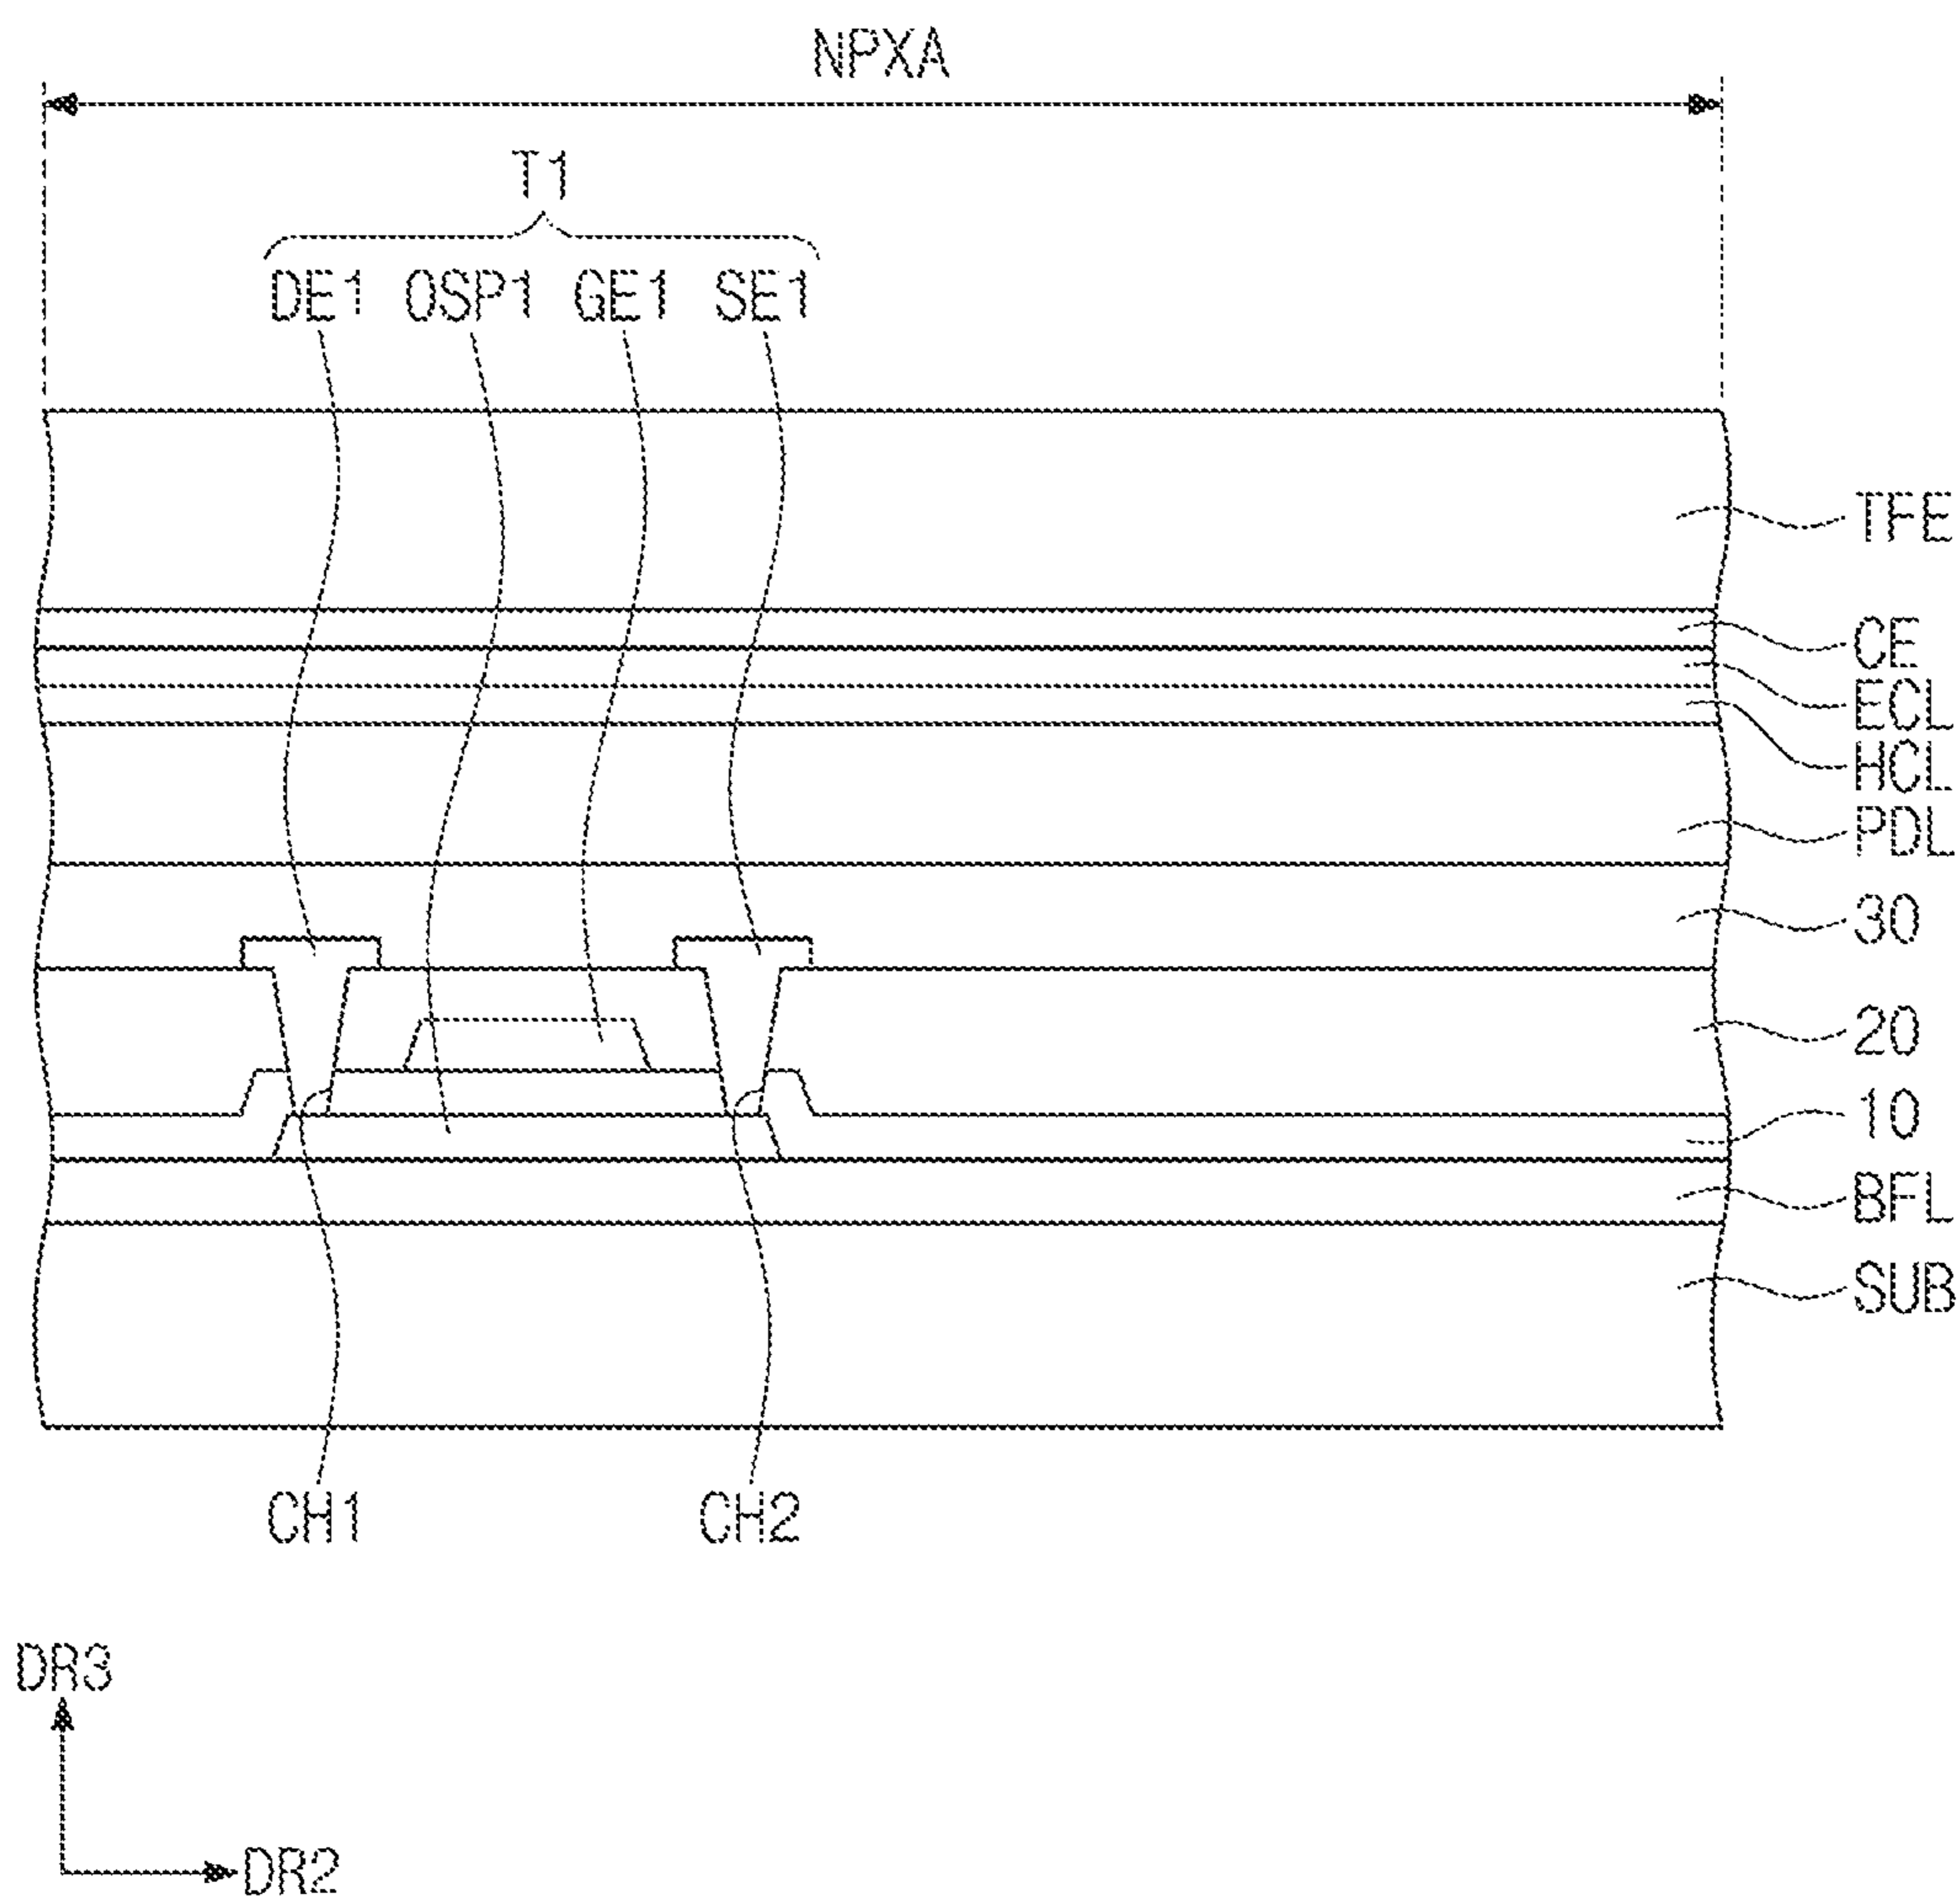 NPXA
T1
DE1 OSP1 GE1 SE1
TFE
CE
ECL
HCL
PDL
30
20
10
BFL
SUB
CH1 CH2
DR3
DR2